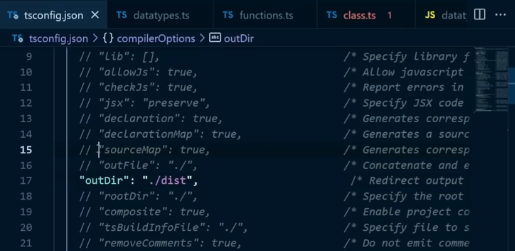 tsconfig.json × TS datatypes.ts TS functions.ts TS class.ts 1 JS datat
tsconfig.json > {} compilerOptions > outDir
9 // "lib": [], /* Specify library f
10 // "allowJs": true, /* Allow javascript
11 // "checkJs": true, /* Report errors in
12 // "jsx": "preserve", /* Specify JSX code
13 // "declaration": true, /* Generates corresp
14 // "declarationMap": true, /* Generates a sourc
15 // "sourceMap": true, /* Generates corresp
16 // "outFile": "./", /* Concatenate and e
17 "outDir": "./dist", /* Redirect output
18 // "rootDir": "./", /* Specify the root
19 // "composite": true, /* Enable project co
20 // "tsBuildInfoFile": "./", /* Specify file to s
21 // "removeComments": true, /* Do not emit comme